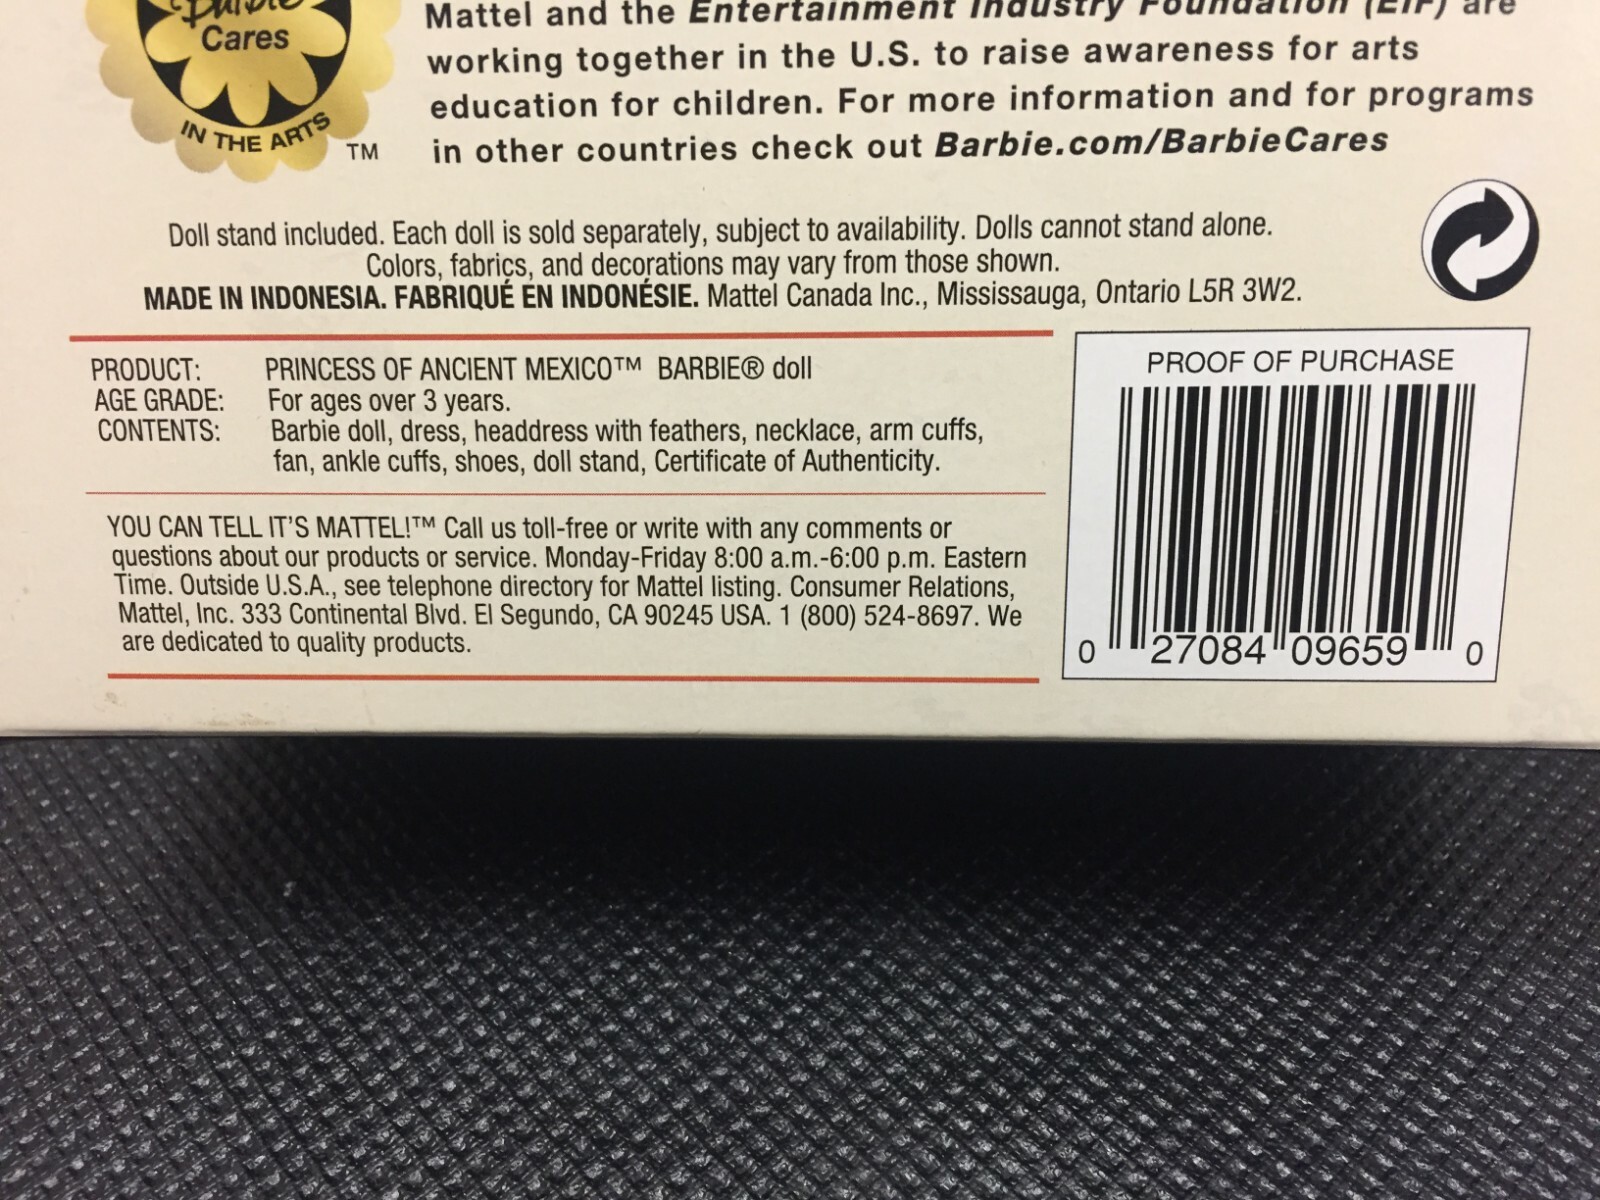 Barbie
Cares
IN THE ARTS
TM
Mattel and the Entertainment Industry Foundation (EIF) are
working together in the U.S. to raise awareness for arts
education for children. For more information and for programs
in other countries check out Barbie.com/BarbieCares
Doll stand included. Each doll is sold separately, subject to availability. Dolls cannot stand alone.
Colors, fabrics, and decorations may vary from those shown.
MADE IN INDONESIA. FABRIQUÉ EN INDONÉSIE. Mattel Canada Inc., Mississauga, Ontario L5R 3W2.
PRODUCT: PRINCESS OF ANCIENT MEXICO™ BARBIE® doll
AGE GRADE: For ages over 3 years.
CONTENTS: Barbie doll, dress, headdress with feathers, necklace, arm cuffs,
fan, ankle cuffs, shoes, doll stand, Certificate of Authenticity.
YOU CAN TELL IT'S MATTEL!™ Call us toll-free or write with any comments or
questions about our products or service. Monday-Friday 8:00 a.m.-6:00 p.m. Eastern
Time. Outside U.S.A., see telephone directory for Mattel listing. Consumer Relations,
Mattel, Inc. 333 Continental Blvd. El Segundo, CA 90245 USA. 1 (800) 524-8697. We
are dedicated to quality products.
PROOF OF PURCHASE
0 27084 09659 0